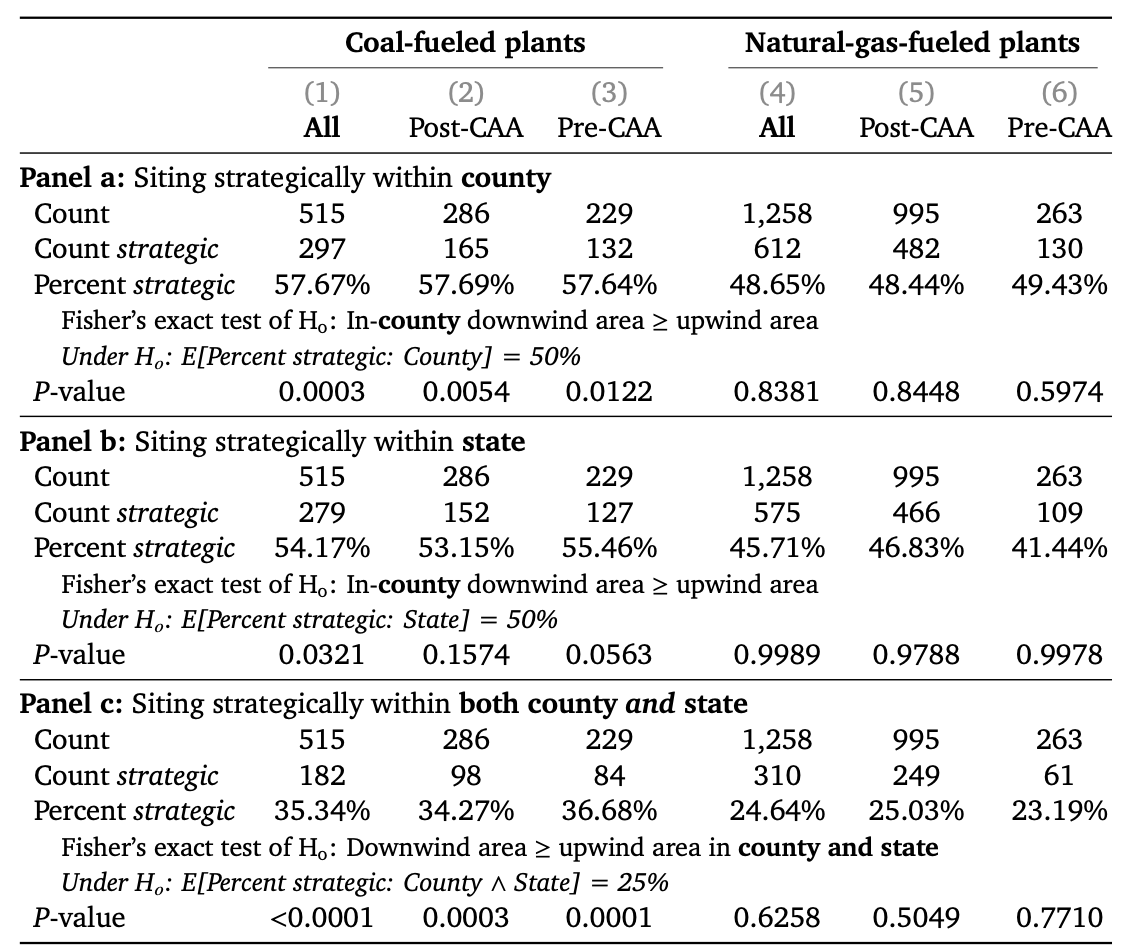 Coal-fueled plants Natural-gas-fueled plants
(1) (2) (3) (4) (5) (6)
All Post-CAA Pre-CAA All Post-CAA Pre-CAA
Panel a: Siting strategically within county
Count 515 286 229 1,258 995 263
Count strategic 297 165 132 612 482 130
Percent strategic 57.67% 57.69% 57.64% 48.65% 48.44% 49.43%
Fisher’s exact test of Hₒ: In-county downwind area ≥ upwind area
Under Hₒ: E[Percent strategic: County] = 50%
P-value 0.0003 0.0054 0.0122 0.8381 0.8448 0.5974
Panel b: Siting strategically within state
Count 515 286 229 1,258 995 263
Count strategic 279 152 127 575 466 109
Percent strategic 54.17% 53.15% 55.46% 45.71% 46.83% 41.44%
Fisher’s exact test of Hₒ: In-county downwind area ≥ upwind area
Under Hₒ: E[Percent strategic: State] = 50%
P-value 0.0321 0.1574 0.0563 0.9989 0.9788 0.9978
Panel c: Siting strategically within both county and state
Count 515 286 229 1,258 995 263
Count strategic 182 98 84 310 249 61
Percent strategic 35.34% 34.27% 36.68% 24.64% 25.03% 23.19%
Fisher’s exact test of Hₒ: Downwind area ≥ upwind area in county and state
Under Hₒ: E[Percent strategic: County ∧ State] = 25%
P-value <0.0001 0.0003 0.0001 0.6258 0.5049 0.7710